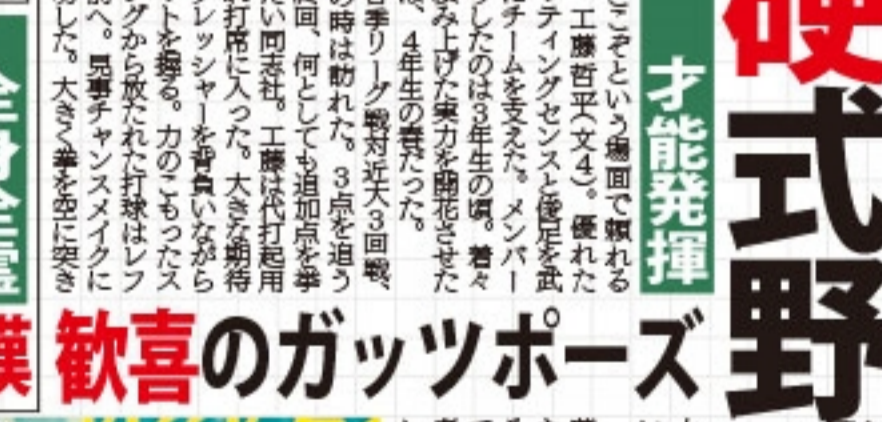 硬式野
才能発揮
ここぞという場面で頼れる
工藤哲平(文4)。優れた
ティングセンスと俊足を武
にチームを支えた。メンバー
りしたのは3年生の頃。着々
み上げた実力を開花させた
、4年生の春だった。
季リーグ戦対近大3回戦、
の時は訪れた。3点を追う
回、何としても追加点を挙
たい同志社。工藤は代打起用
打席に入った。大きな期待
レッシャーを背負いながら
トを握る。力のこもったス
グから放たれた打球はレフ
前へ。見事チャンスメイクに
した。大きく拳を空に突き
歓喜のガッツポーズ
全身全霊
漢